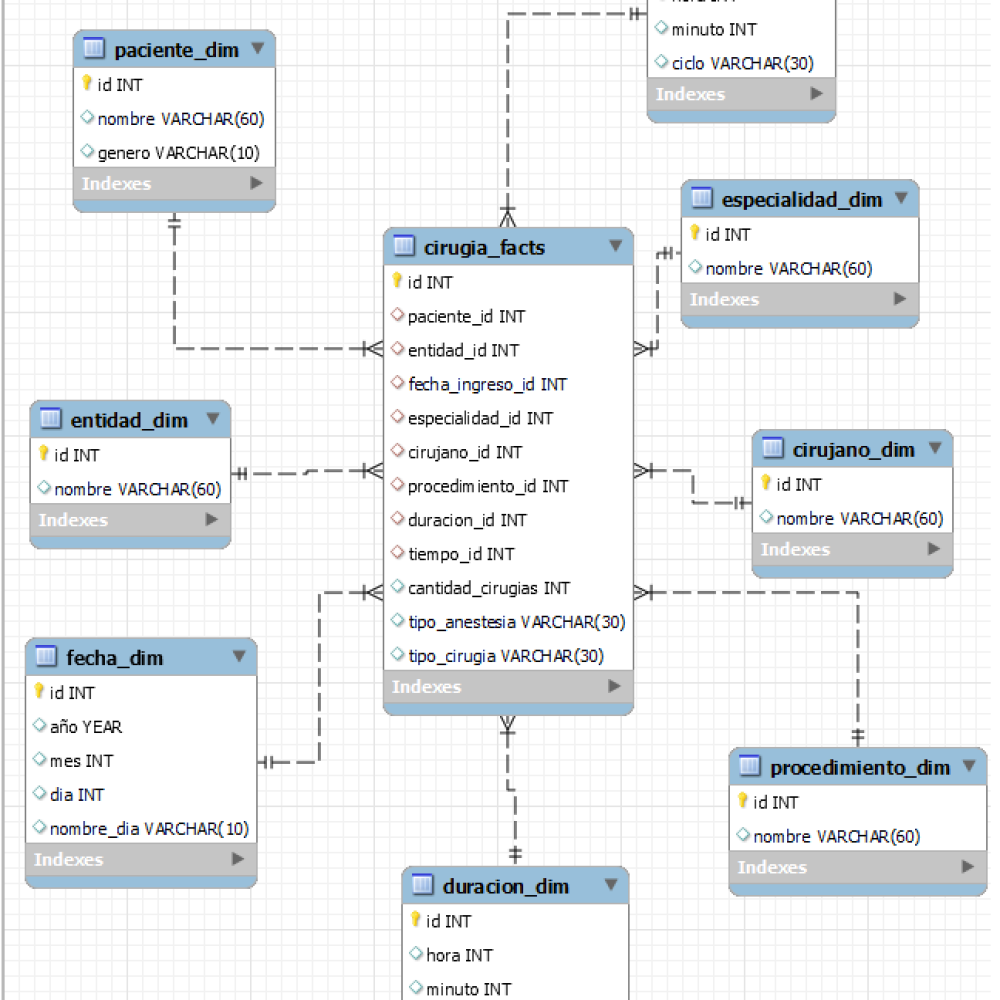 minuto INT
ciclo VARCHAR(30)
Indexes
paciente_dim
id INT
nombre VARCHAR(60)
genero VARCHAR(10)
Indexes
especialidad_dim
id INT
nombre VARCHAR(60)
Indexes
cirugia_facts
id INT
paciente_id INT
entidad_id INT
fecha_ingreso_id INT
especialidad_id INT
cirujano_id INT
procedimiento_id INT
duracion_id INT
tiempo_id INT
cantidad_cirugias INT
tipo_anestesia VARCHAR(30)
tipo_cirugia VARCHAR(30)
Indexes
entidad_dim
id INT
nombre VARCHAR(60)
Indexes
cirujano_dim
id INT
nombre VARCHAR(60)
Indexes
fecha_dim
id INT
año YEAR
mes INT
dia INT
nombre_dia VARCHAR(10)
Indexes
procedimiento_dim
id INT
nombre VARCHAR(60)
Indexes
duracion_dim
id INT
hora INT
minuto INT